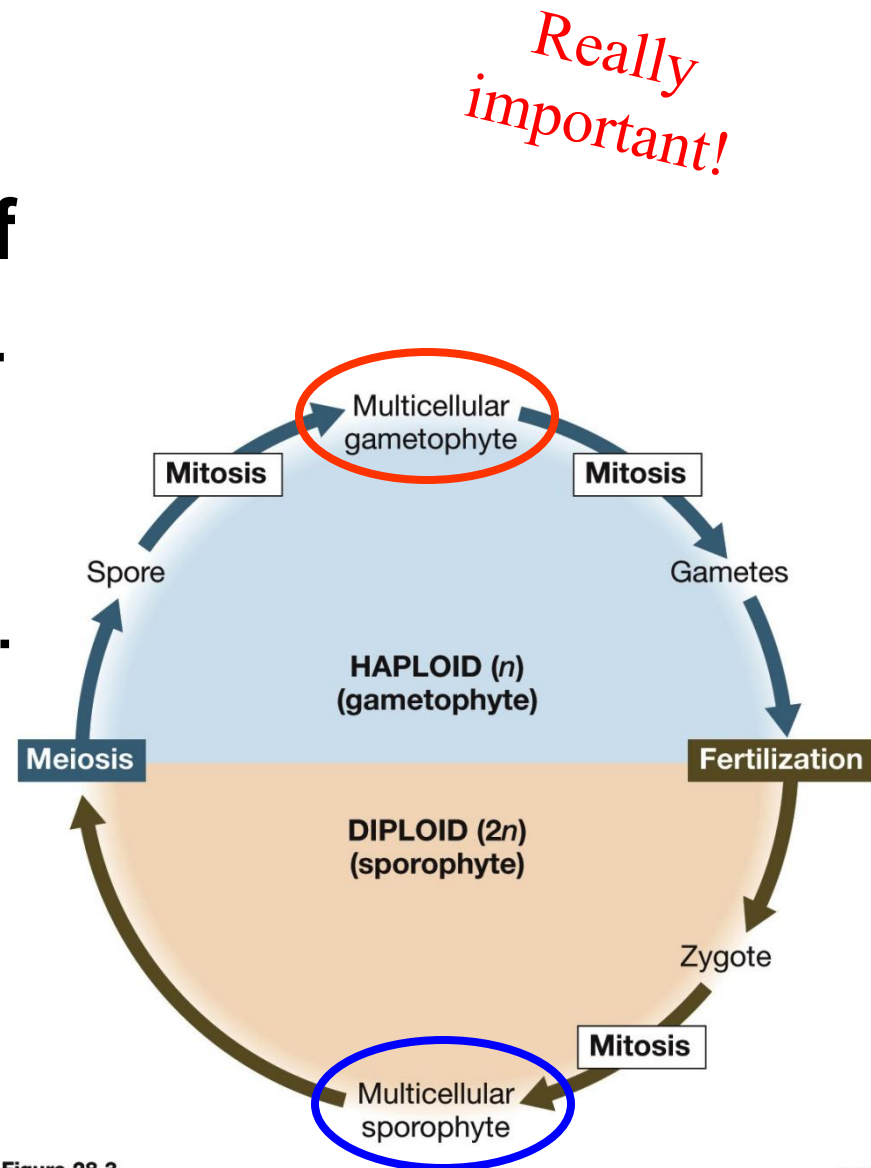 Really
important!
f
.
.
Multicellular
gametophyte
Mitosis
Mitosis
Spore
Gametes
HAPLOID (n)
(gametophyte)
Meiosis
Fertilization
DIPLOID (2n)
(sporophyte)
Zygote
Mitosis
Multicellular
sporophyte